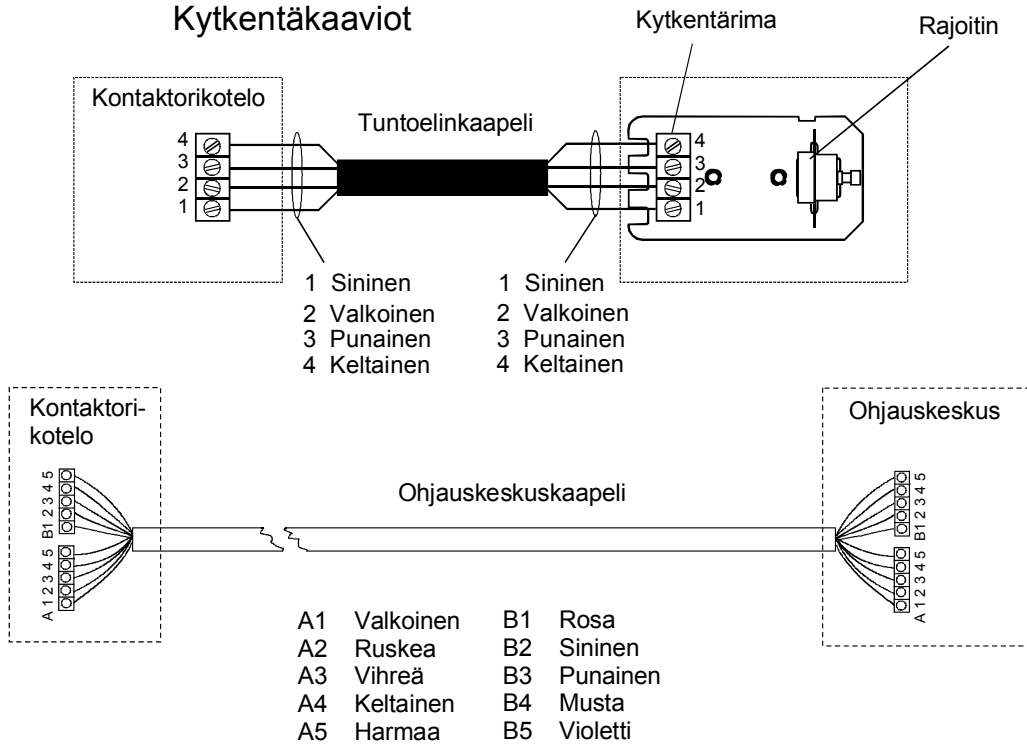 Kytkentäkaaviot
Kytkentärima
Rajoitin
Kontaktorikotelo
Tuntoelinkaapeli
4
3
2
1
4
3
2
1
1 Sininen
2 Valkoinen
3 Punainen
4 Keltainen
1 Sininen
2 Valkoinen
3 Punainen
4 Keltainen
Kontaktori-
kotelo
Ohjauskeskus
Ohjauskeskuskaapeli
B1 2 3 4 5
A 1 2 3 4 5
B1 2 3 4 5
A 1 2 3 4 5
A1 Valkoinen B1 Rosa
A2 Ruskea B2 Sininen
A3 Vihreä B3 Punainen
A4 Keltainen B4 Musta
A5 Harmaa B5 Violetti